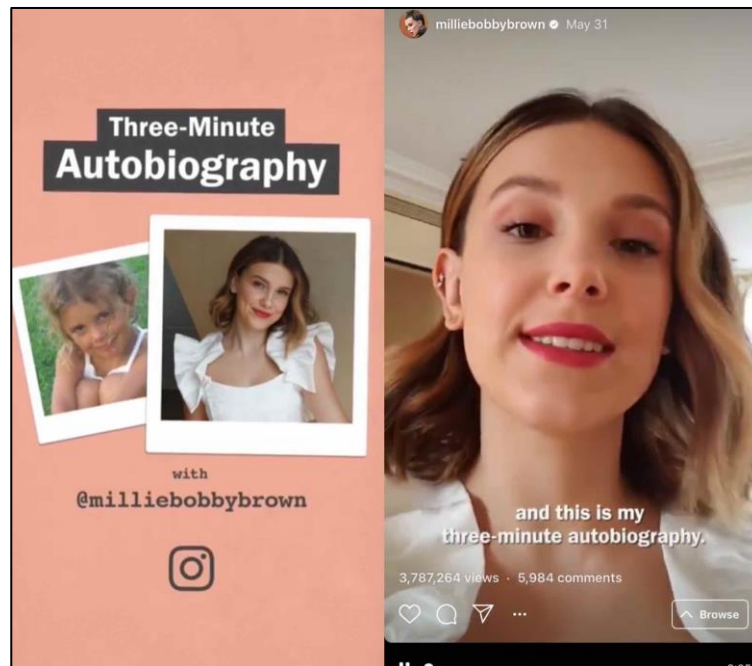 Three-Minute
Autobiography
with
@milliebobbybrown
milliebobbybrown May 31
and this is my
three-minute autobiography.
3,787,264 views · 5,984 comments
Browse